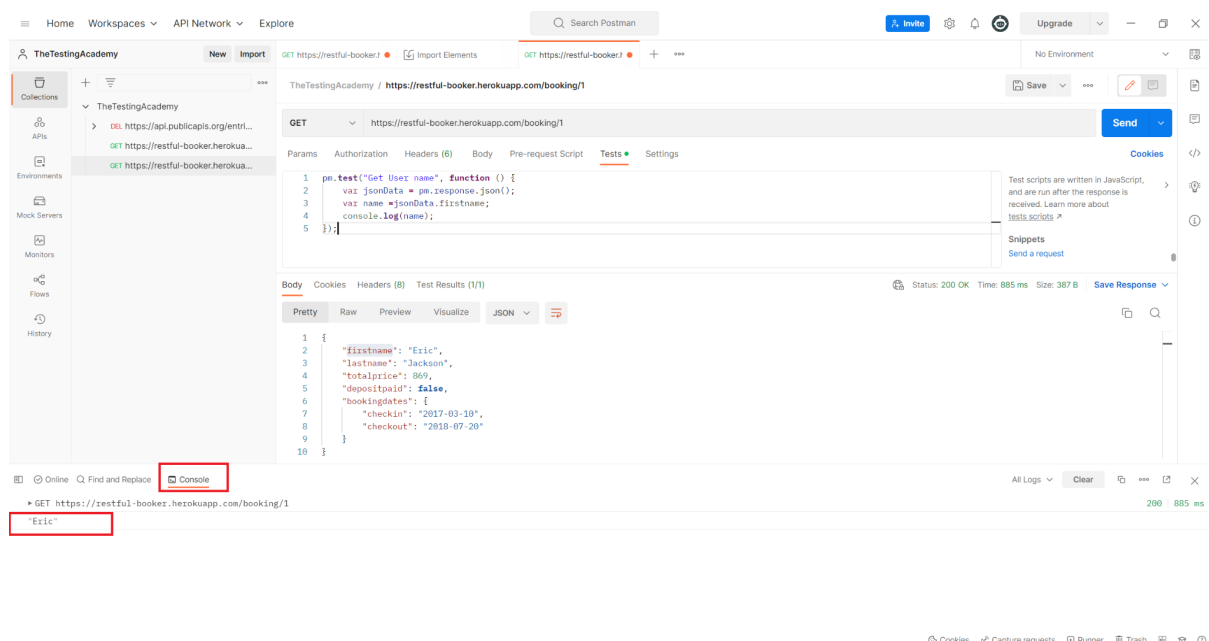 Home Workspaces API Network Explore Search Postman Invite Upgrade
TheTestingAcademy New Import GET https://restful-booker.h Import Elements GET https://restful-booker.h No Environment
Collections
APIs
Environments
Mock Servers
Monitors
Flows
History
TheTestingAcademy
DEL https://api.publicapis.org/entri...
GET https://restful-booker.herokua...
GET https://restful-booker.herokua...
TheTestingAcademy / https://restful-booker.herokuapp.com/booking/1 Save
GET https://restful-booker.herokuapp.com/booking/1 Send
Params Authorization Headers (6) Body Pre-request Script Tests Settings Cookies
1 pm.test("Get User name", function () {
2 var jsonData = pm.response.json();
3 var name =jsonData.firstname;
4 console.log(name);
5 });
Test scripts are written in JavaScript,
and are run after the response is
received. Learn more about
tests scripts
Snippets
Send a request
Body Cookies Headers (8) Test Results (1/1) Status: 200 OK Time: 885 ms Size: 387 B Save Response
Pretty Raw Preview Visualize JSON
1 {
2 "firstname": "Eric",
3 "lastname": "Jackson",
4 "totalprice": 869,
5 "depositpaid": false,
6 "bookingdates": {
7 "checkin": "2017-03-10",
8 "checkout": "2018-07-20"
9 }
10 }
Online Find and Replace Console All Logs Clear
GET https://restful-booker.herokuapp.com/booking/1 200 885 ms
"Eric"
Cookies Capture requests Runner Trash